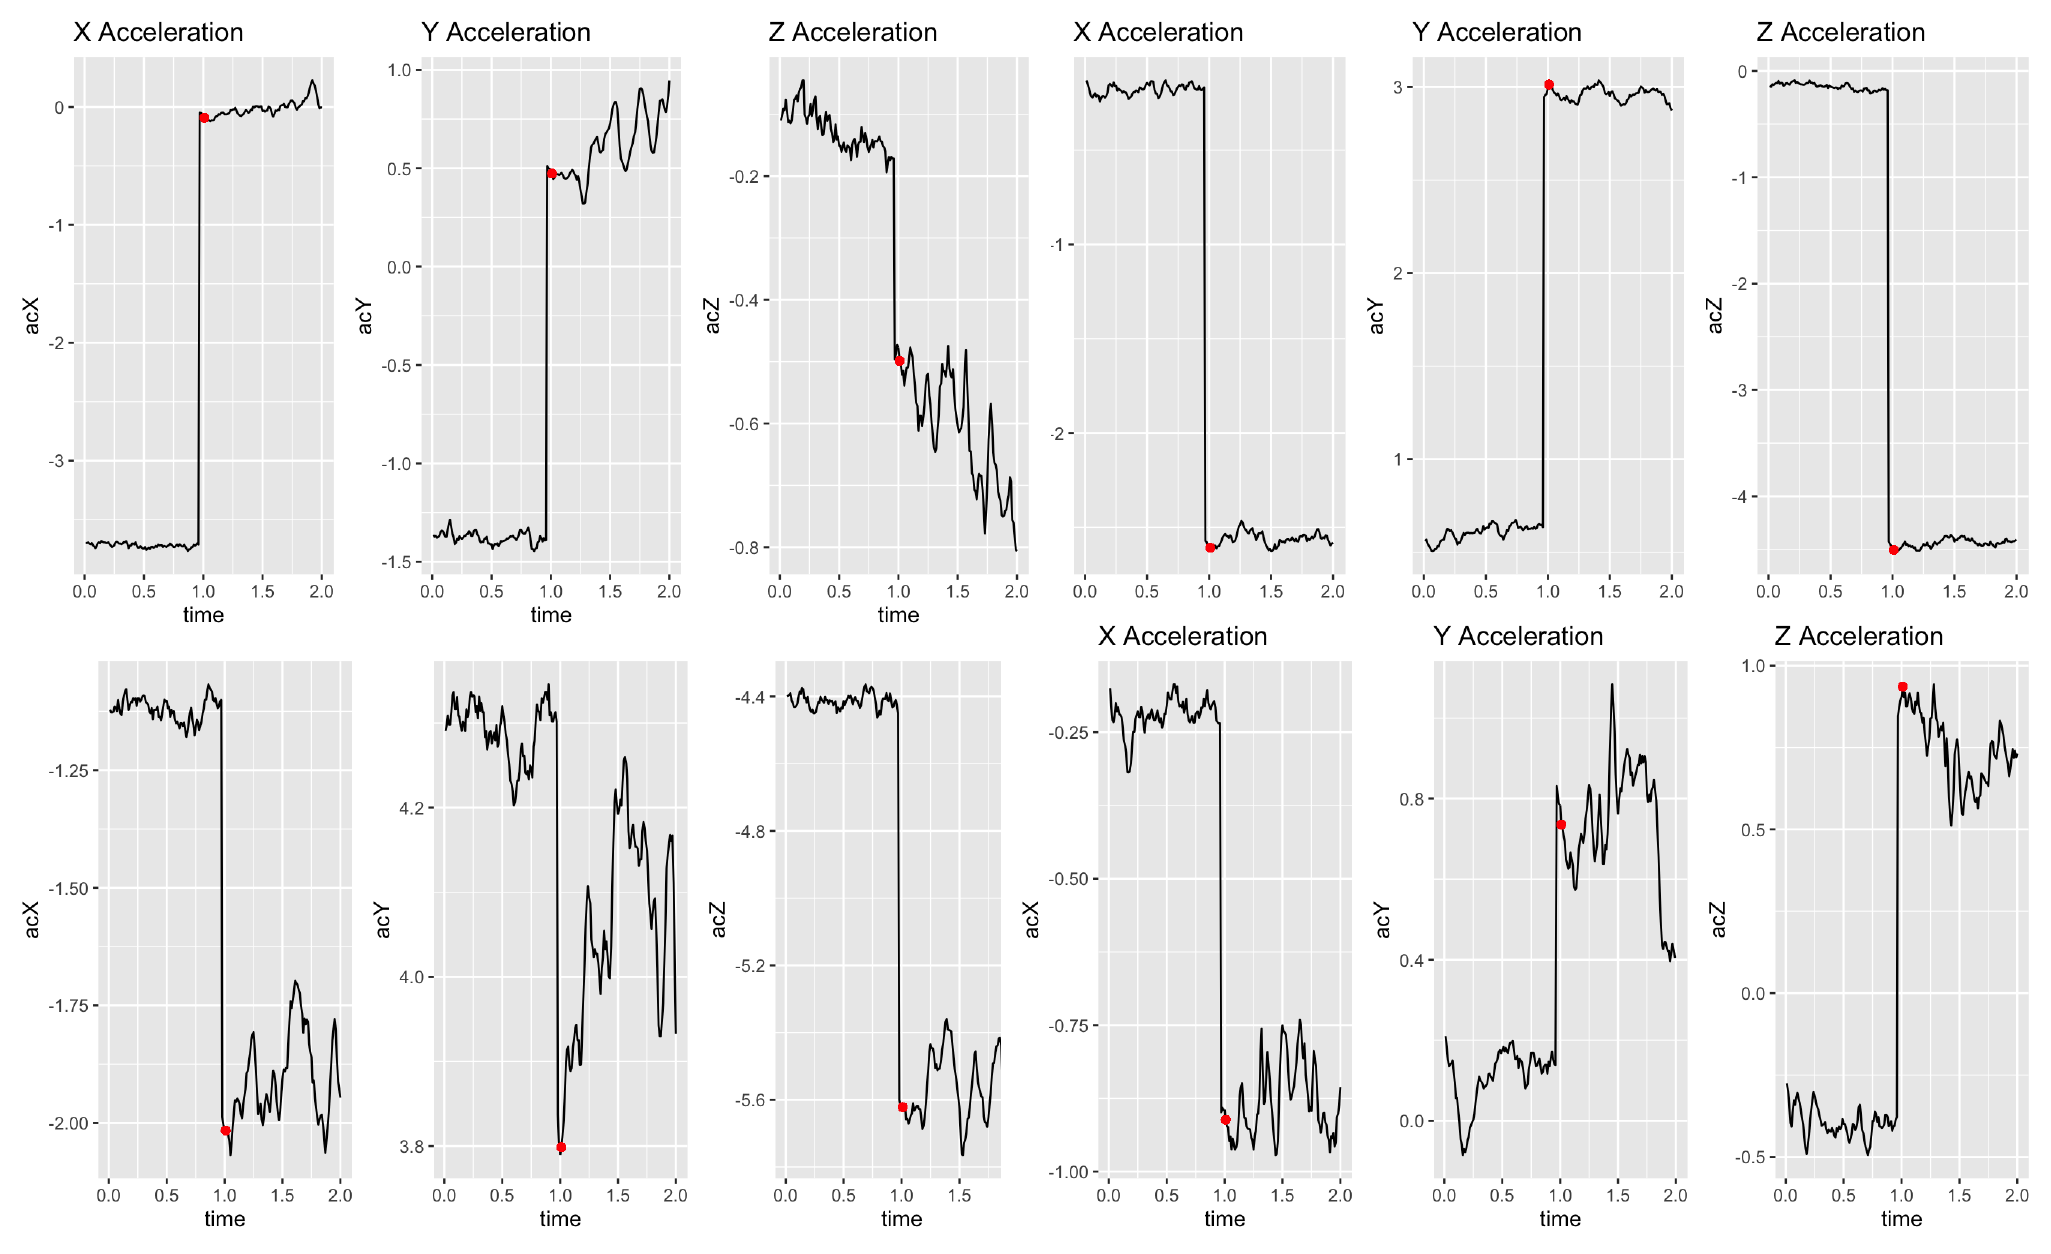 X Acceleration
Y Acceleration
Z Acceleration
X Acceleration
Y Acceleration
Z Acceleration
acX
0
-1
-2
-3
0.0 0.5 1.0 1.5 2.0
time
acY
1.0
0.5
0.0
-0.5
-1.0
-1.5
0.0 0.5 1.0 1.5 2.0
time
acZ
-0.2
-0.4
-0.6
-0.8
0.0 0.5 1.0 1.5 2.0
time
-1
-2
0.0 0.5 1.0 1.5 2.0
acY
3
2
1
0.0 0.5 1.0 1.5 2.0
acZ
0
-1
-2
-3
-4
0.0 0.5 1.0 1.5 2.0
X Acceleration
Y Acceleration
Z Acceleration
acX
-1.25
-1.50
-1.75
-2.00
0.0 0.5 1.0 1.5 2.0
time
acY
4.2
4.0
3.8
0.0 0.5 1.0 1.5 2.0
time
acZ
-4.4
-4.8
-5.2
-5.6
0.0 0.5 1.0 1.5
time
acX
-0.25
-0.50
-0.75
-1.00
0.0 0.5 1.0 1.5 2.0
time
acY
0.8
0.4
0.0
0.0 0.5 1.0 1.5 2.0
time
acZ
1.0
0.5
0.0
-0.5
0.0 0.5 1.0 1.5 2.0
time